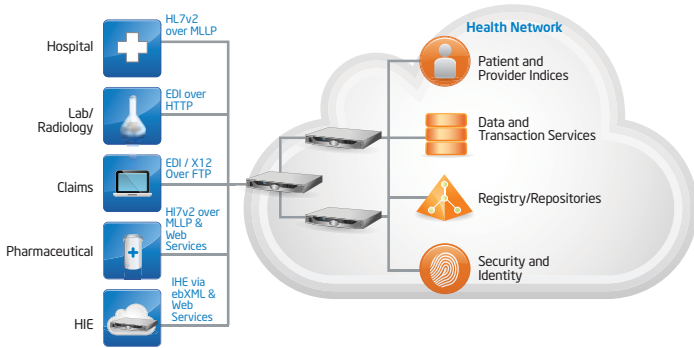 Health Network
Hospital
HL7v2
over MLLP
Lab/
Radiology
EDI over
HTTP
Claims
EDI / X12
Over FTP
Pharmaceutical
Hl7v2 over
MLLP &
Web
Services
HIE
IHE via
ebXML &
Web
Services
Patient and
Provider Indices
Data and
Transaction Services
Registry/Repositories
Security and
Identity